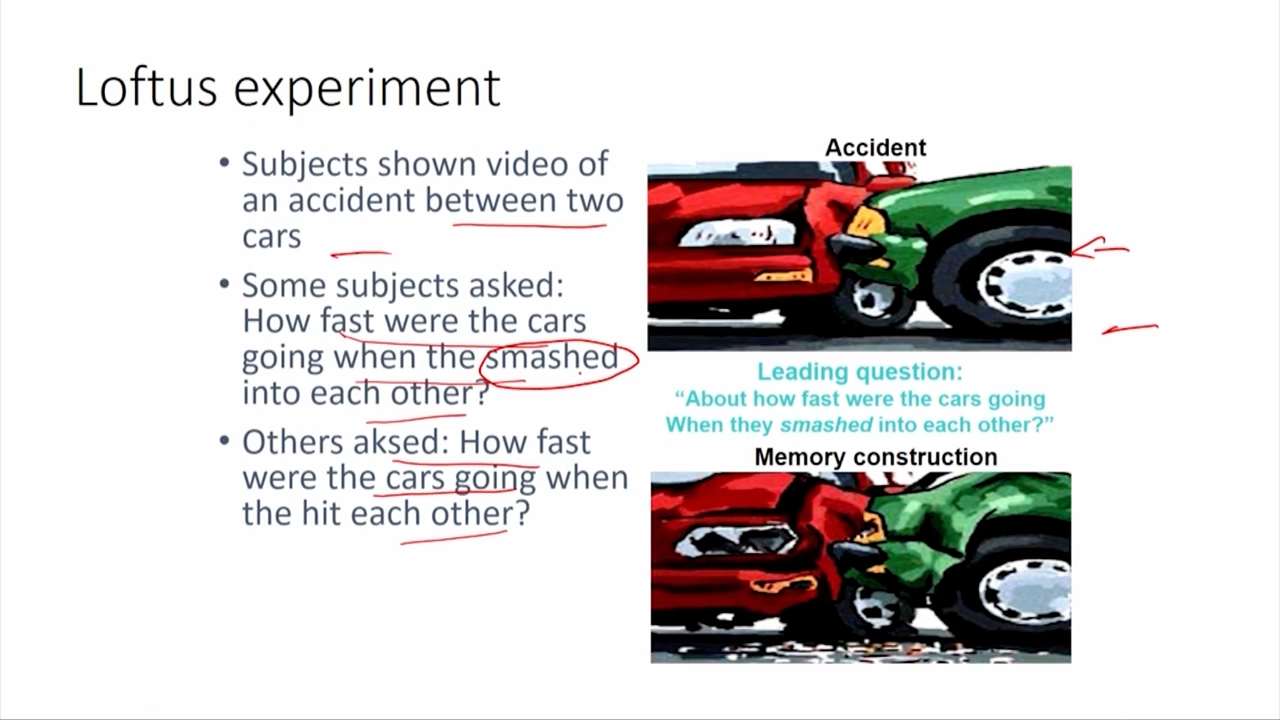 Loftus experiment
• Subjects shown video of
an accident between two
cars
• Some subjects asked:
How fast were the cars
going when the smashed
into each other?
• Others aksed: How fast
were the cars going when
the hit each other?
Accident
Leading question:
“About how fast were the cars going
When they smashed into each other?”
Memory construction